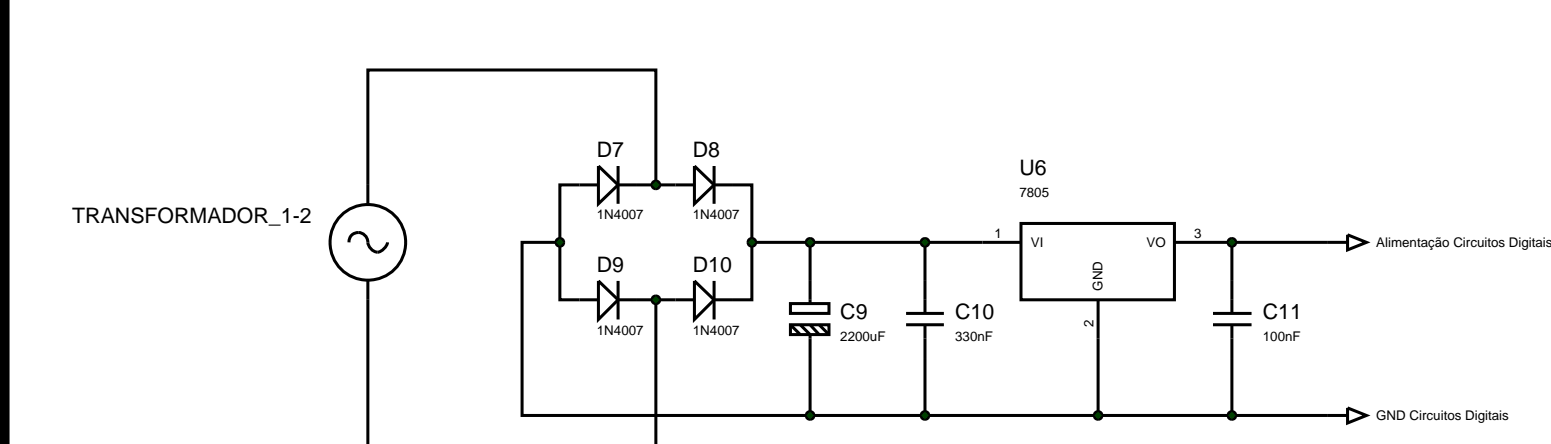 D7
D8
U6
7805
TRANSFORMADOR_1-2
1N4007
1N4007
1
VI
VO
3
Alimentação Circuitos Digitais
GND
D9
D10
C9
C10
C11
2
1N4007
1N4007
2200uF
330nF
100nF
GND Circuitos Digitais